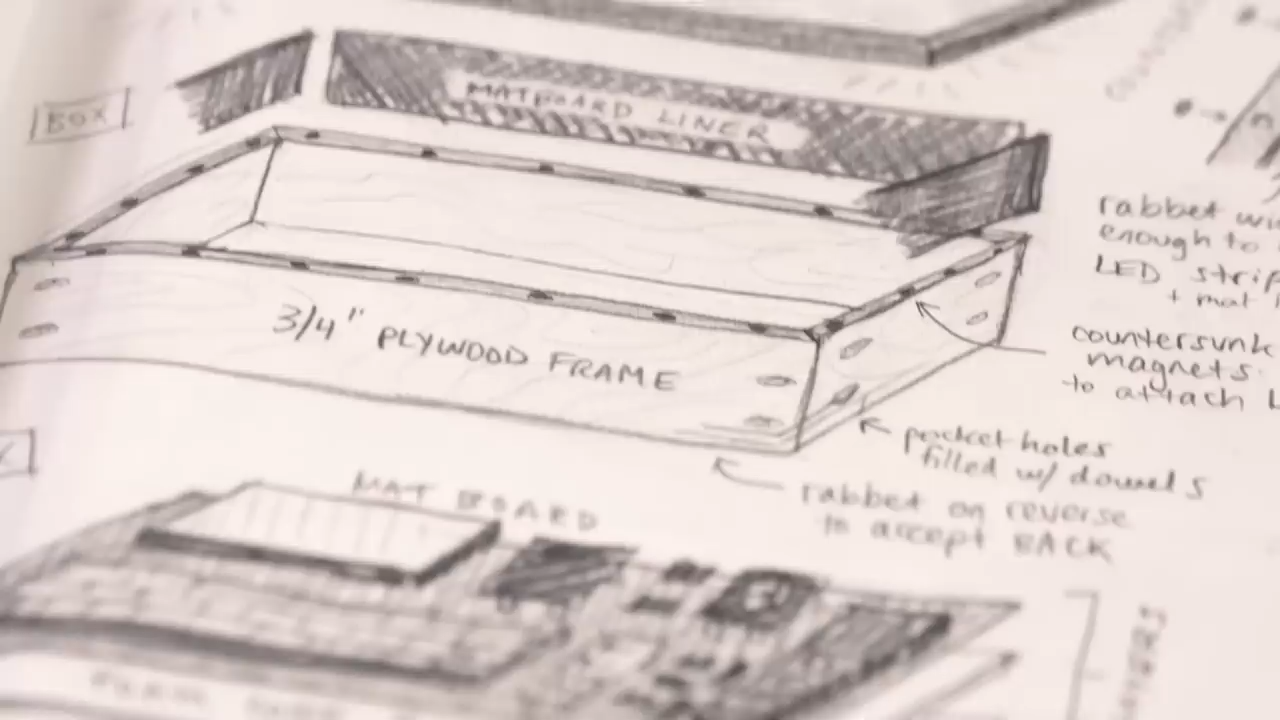 BOX
MATBOARD LINER
3/4" PLYWOOD FRAME
rabbet
enough to
LED strip
+ mat
countersunk
magnets
to attach
pocket holes
filled w/ dowels
rabbet on reverse
to accept BACK
MAT BOARD